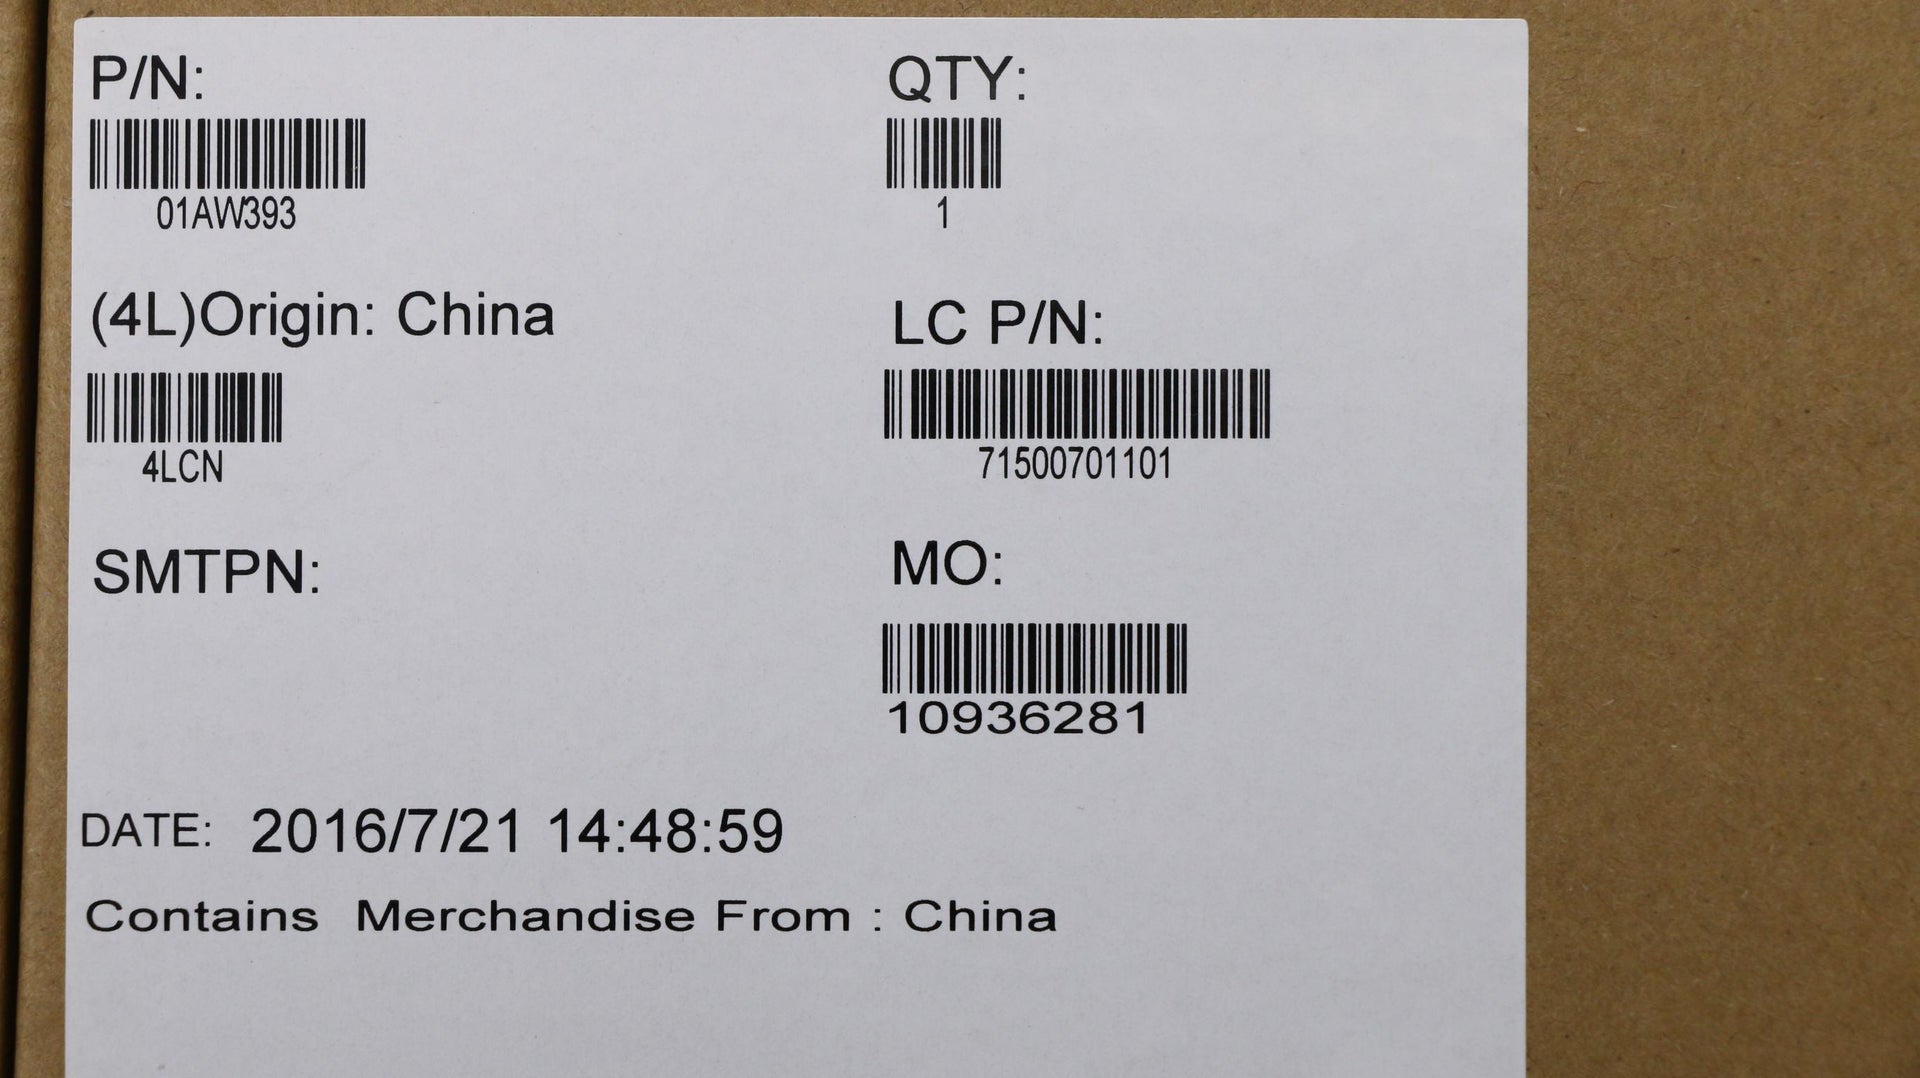 P/N:
QTY:
01AW393
1
(4L)Origin: China
LC P/N:
4LCN
71500701101
SMTPN:
MO:
10936281
DATE: 2016/7/21 14:48:59
Contains Merchandise From : China